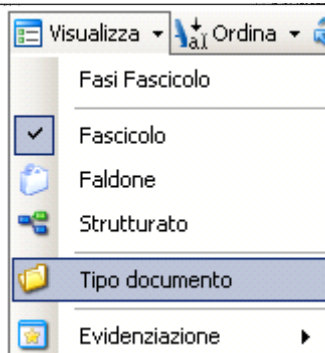 Visualizza Ordina
Fasi Fascicolo
Fascicolo
Faldone
Strutturato
Tipo documento
Evidenziazione